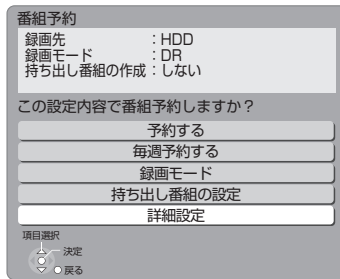 番組予約
録画先　　　　　：HDD
録画モード　　　：DR
持ち出し番組の作成：しない
この設定内容で番組予約しますか？
予約する
毎週予約する
録画モード
持ち出し番組の設定
詳細設定
項目選択
決定
戻る